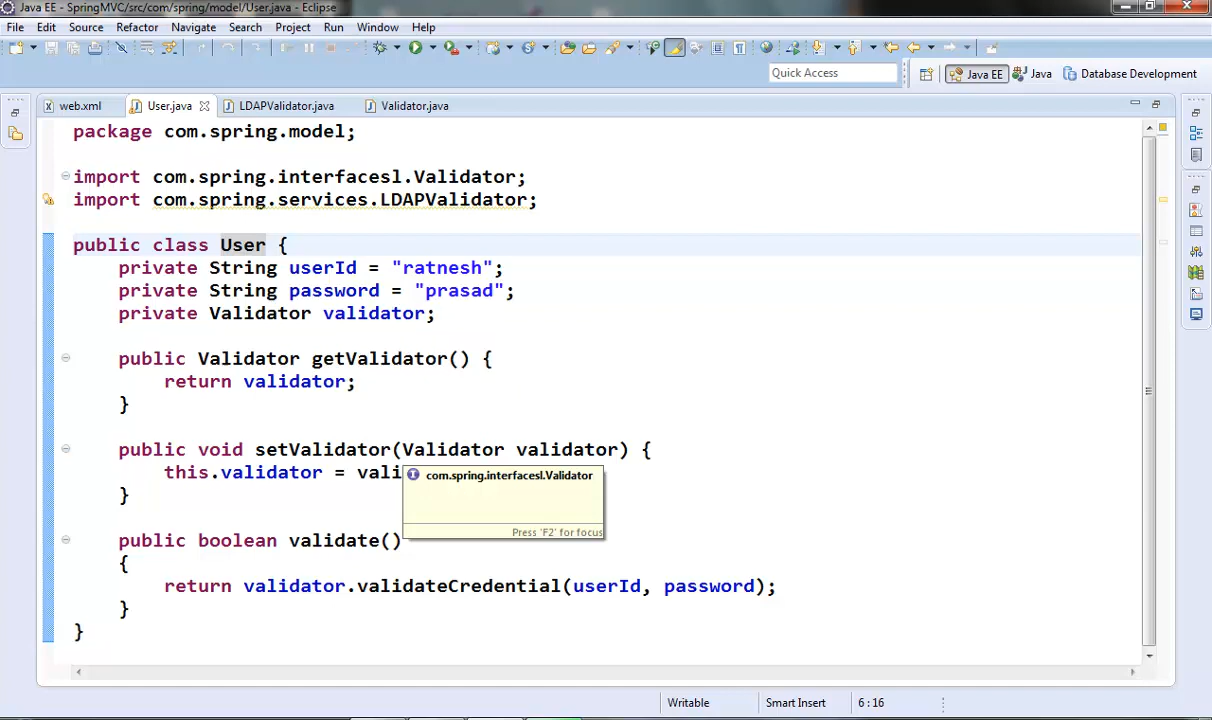 Java EE - SpringMVC/src/com/spring/model/User.java - Eclipse
File Edit Source Refactor Navigate Search Project Run Window Help
Quick Access
Java EE Java Database Development
web.xml User.java LDAPValidator.java Validator.java
package com.spring.model;
import com.spring.interfacesl.Validator;
import com.spring.services.LDAPValidator;
public class User {
private String userId = "ratnesh";
private String password = "prasad";
private Validator validator;
public Validator getValidator() {
return validator;
}
public void setValidator(Validator validator) {
this.validator = vali
com.spring.interfacesl.Validator
}
Press 'F2' for focus
public boolean validate()
{
return validator.validateCredential(userId, password);
}
}
Writable Smart Insert 6 : 16